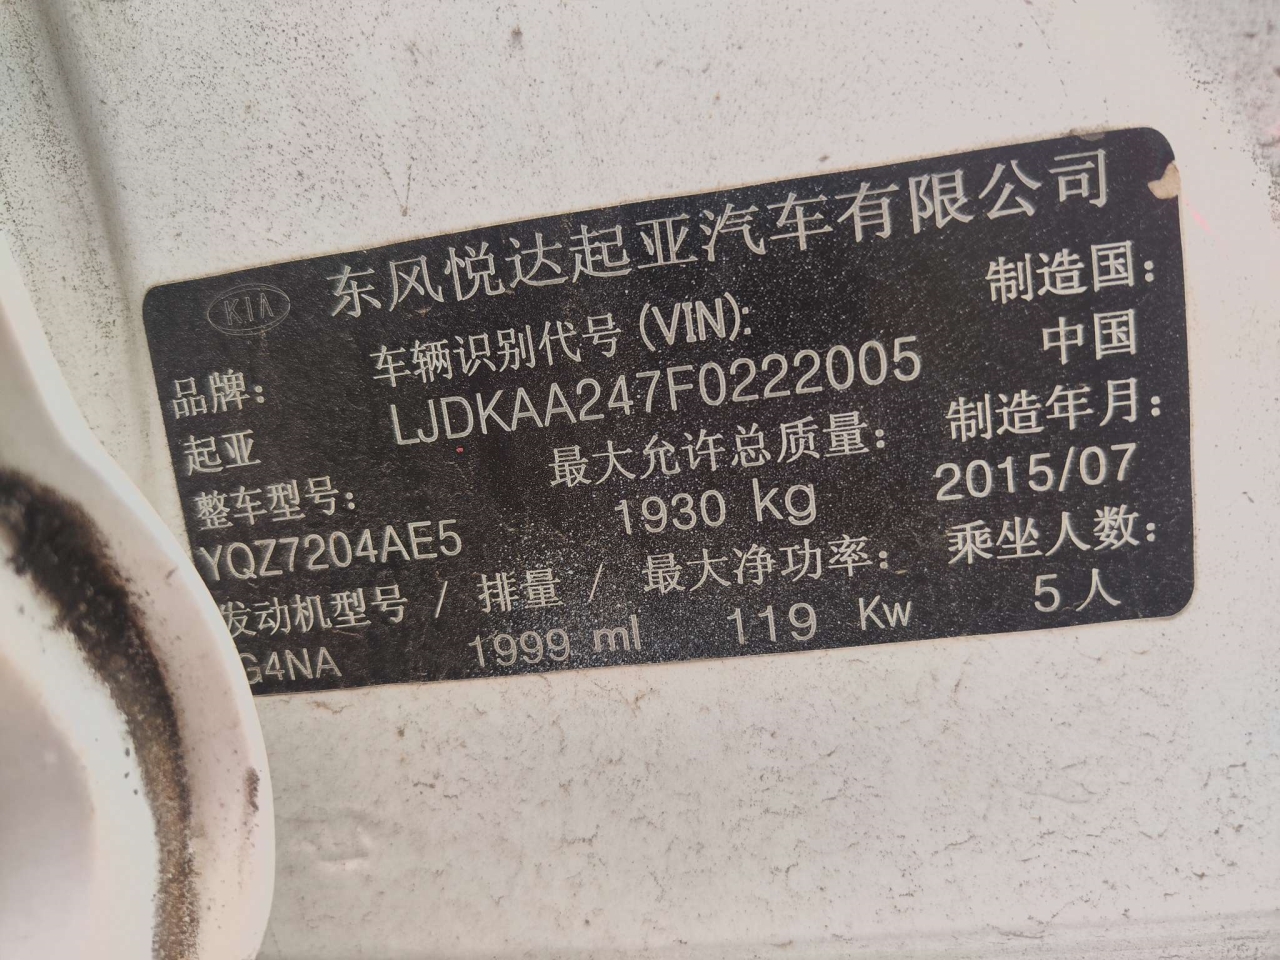 KIA 东风悦达起亚汽车有限公司
品牌： 车辆识别代号 (VIN): 制造国：
起亚 LJDKAA247F0222005 中国
整车型号： 最大允许总质量： 制造年月：
YQZ7204AE5 1930 kg 2015/07
发动机型号 / 排量 / 最大净功率： 乘坐人数：
G4NA 1999 ml 119 Kw 5 人